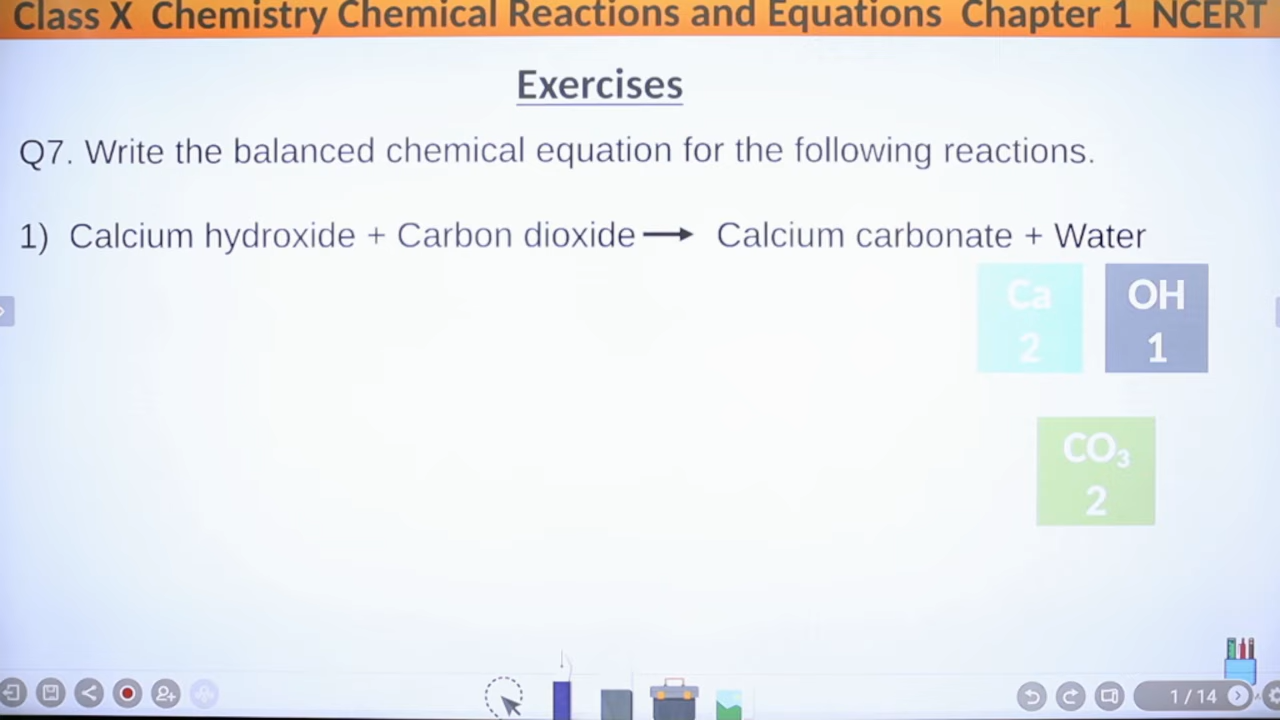 Class X Chemistry Chemical Reactions and Equations Chapter 1 NCERT
Exercises
Q7. Write the balanced chemical equation for the following reactions.
1) Calcium hydroxide + Carbon dioxide → Calcium carbonate + Water
Ca
2
OH
1
CO₃
2
1 / 14